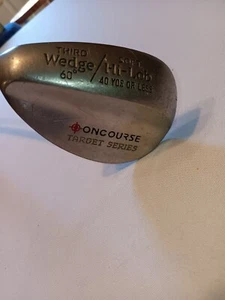 THIRD
Wedge/Hi-Lob
60° 40 YDS OR LESS
ONCOURSE
TARGET SERIES